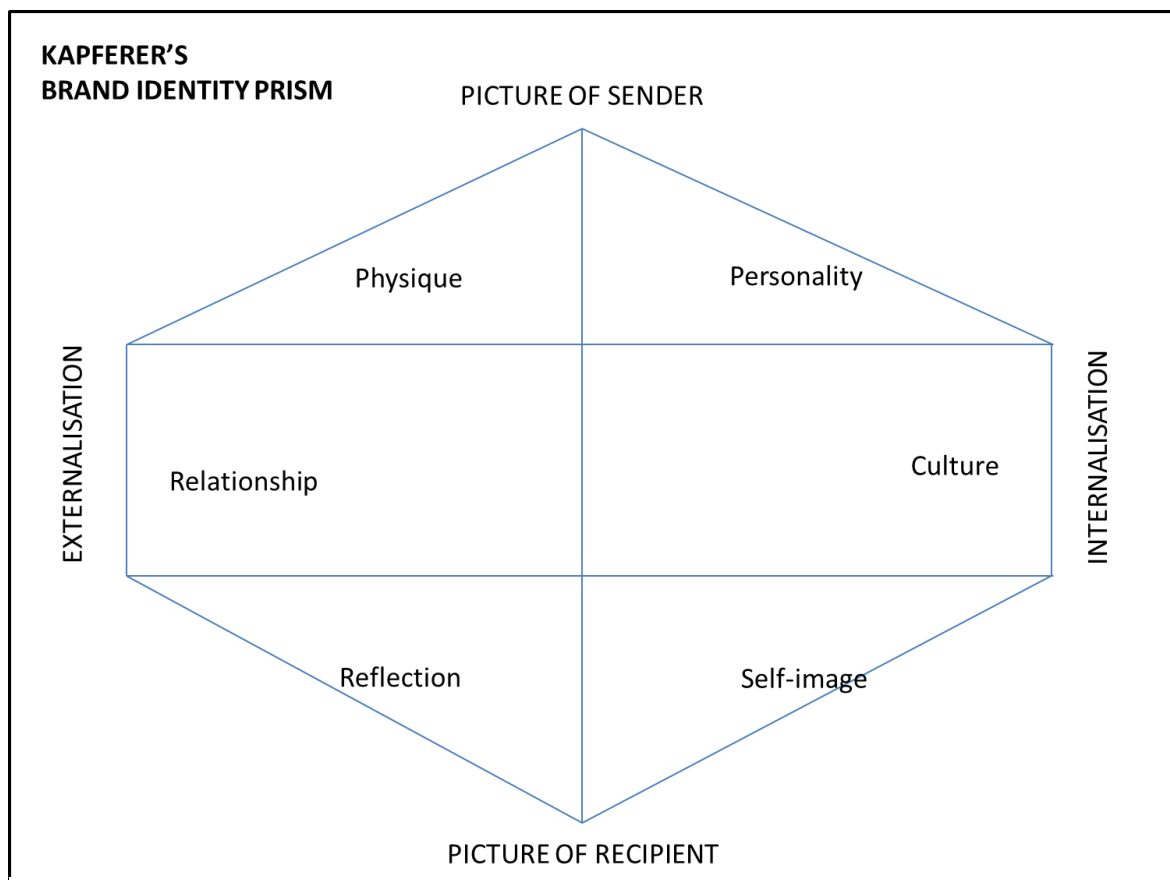 KAPFERER'S
BRAND IDENTITY PRISM
PICTURE OF SENDER
Physique
Personality
EXTERNALISATION
INTERNALISATION
Relationship
Culture
Reflection
Self-image
PICTURE OF RECIPIENT